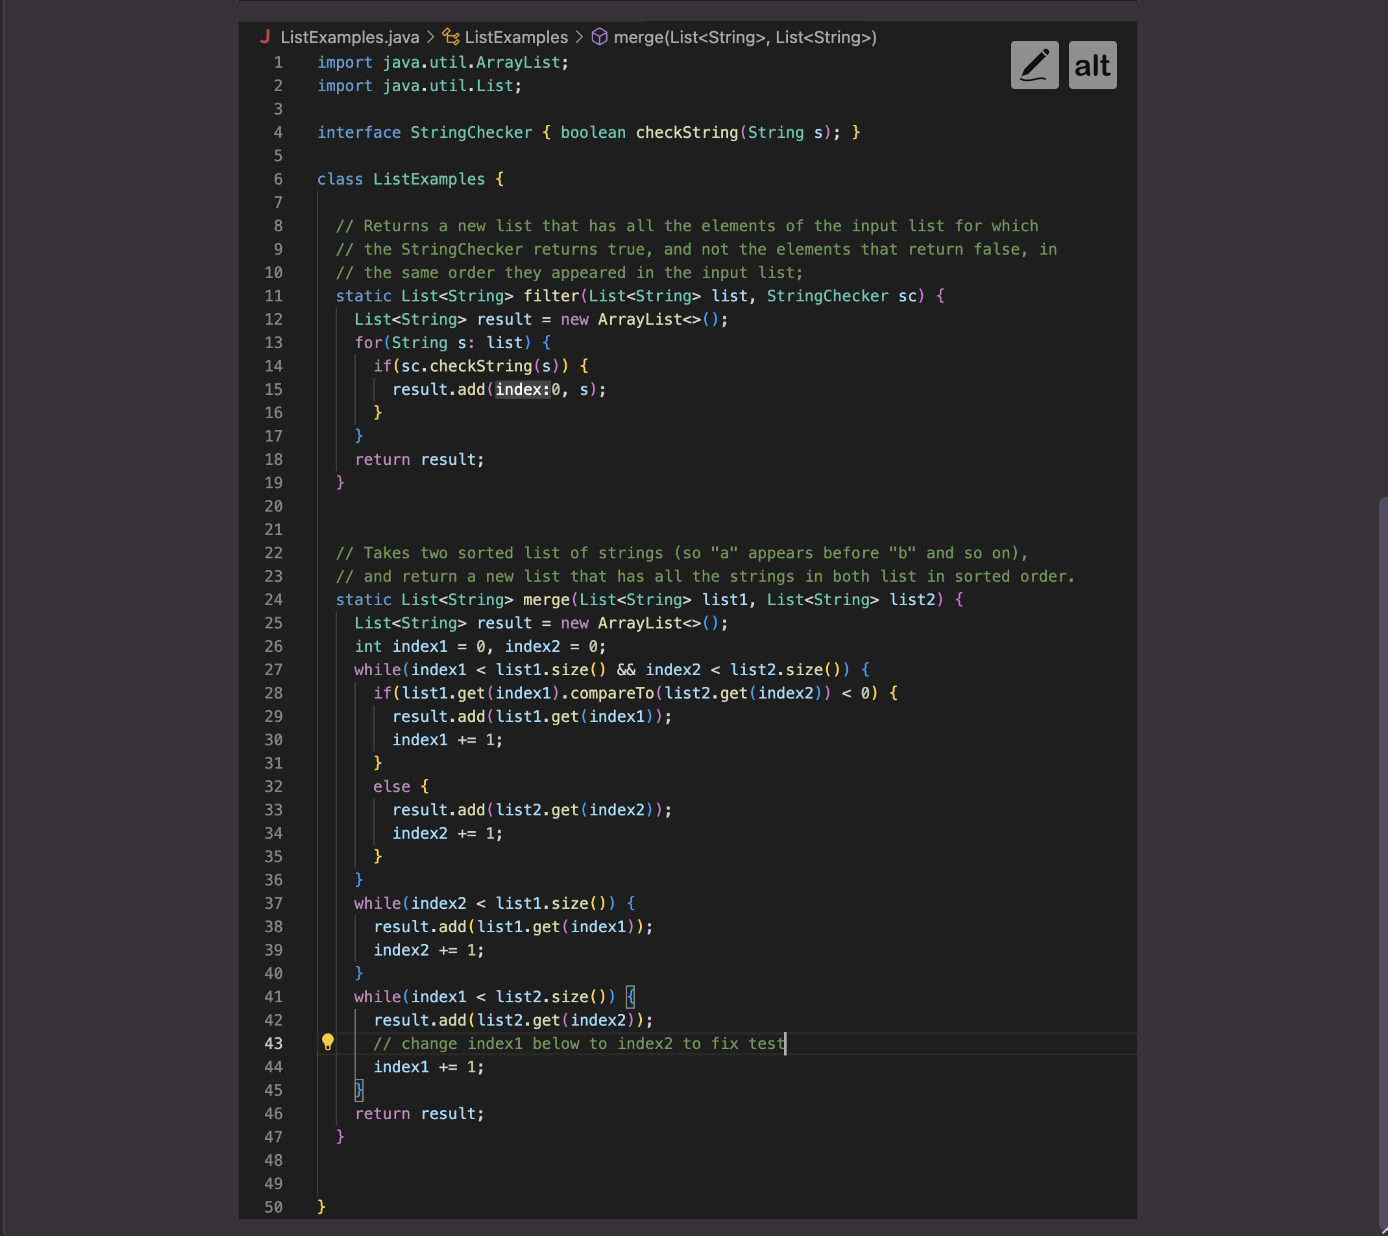 ListExamples.java > ListExamples > merge(List<String>, List<String>)
alt
1 import java.util.ArrayList;
2 import java.util.List;
3
4 interface StringChecker { boolean checkString(String s); }
5
6 class ListExamples {
7
8 // Returns a new list that has all the elements of the input list for which
9 // the StringChecker returns true, and not the elements that return false, in
10 // the same order they appeared in the input list;
11 static List<String> filter(List<String> list, StringChecker sc) {
12 List<String> result = new ArrayList<>();
13 for(String s: list) {
14 if(sc.checkString(s)) {
15 result.add(index:0, s);
16 }
17 }
18 return result;
19 }
20
21
22 // Takes two sorted list of strings (so "a" appears before "b" and so on),
23 // and return a new list that has all the strings in both list in sorted order.
24 static List<String> merge(List<String> list1, List<String> list2) {
25 List<String> result = new ArrayList<>();
26 int index1 = 0, index2 = 0;
27 while(index1 < list1.size() && index2 < list2.size()) {
28 if(list1.get(index1).compareTo(list2.get(index2)) < 0) {
29 result.add(list1.get(index1));
30 index1 += 1;
31 }
32 else {
33 result.add(list2.get(index2));
34 index2 += 1;
35 }
36 }
37 while(index2 < list1.size()) {
38 result.add(list1.get(index1));
39 index2 += 1;
40 }
41 while(index1 < list2.size()) {
42 result.add(list2.get(index2));
43 // change index1 below to index2 to fix test
44 index1 += 1;
45 }
46 return result;
47 }
48
49
50 }